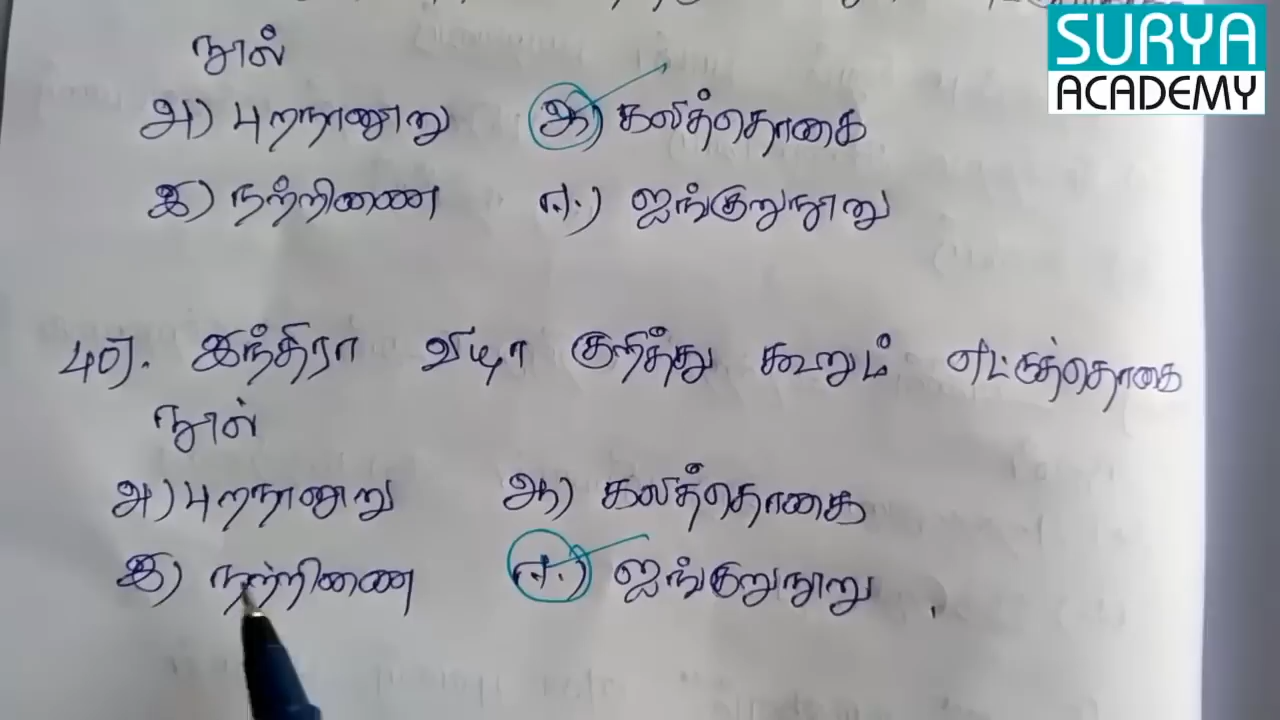 SURYA
ACADEMY
நூல்
அ) புறநானூறு ஆ) கலித்தொகை
இ) நற்றிணை ஈ) ஐங்குறுநூறு
40). இந்திரா விழா குறித்து கூறும் எட்டுத்தொகை
நூல்
அ) புறநானூறு ஆ) கலித்தொகை
இ) நற்றிணை ஈ) ஐங்குறுநூறு